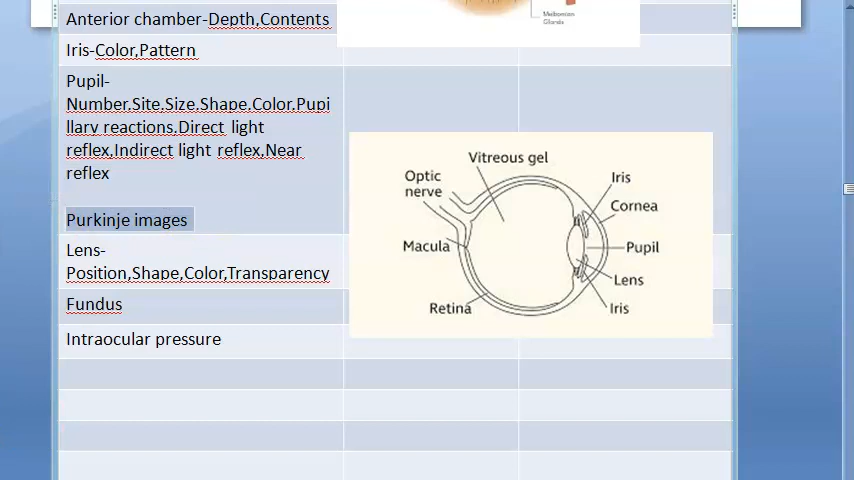 Anterior chamber-Depth,Contents
Meibomian
Glands
Iris-Color,Pattern
Pupil-
Number.Site.Size.Shape.Color.Pupi
llary reactions.Direct light
reflex,Indirect light reflex,Near
reflex
Purkinje images
Lens-
Position,Shape,Color,Transparency
Fundus
Intraocular pressure
Vitreous gel
Optic
nerve
Iris
Cornea
Macula
Pupil
Lens
Retina
Iris